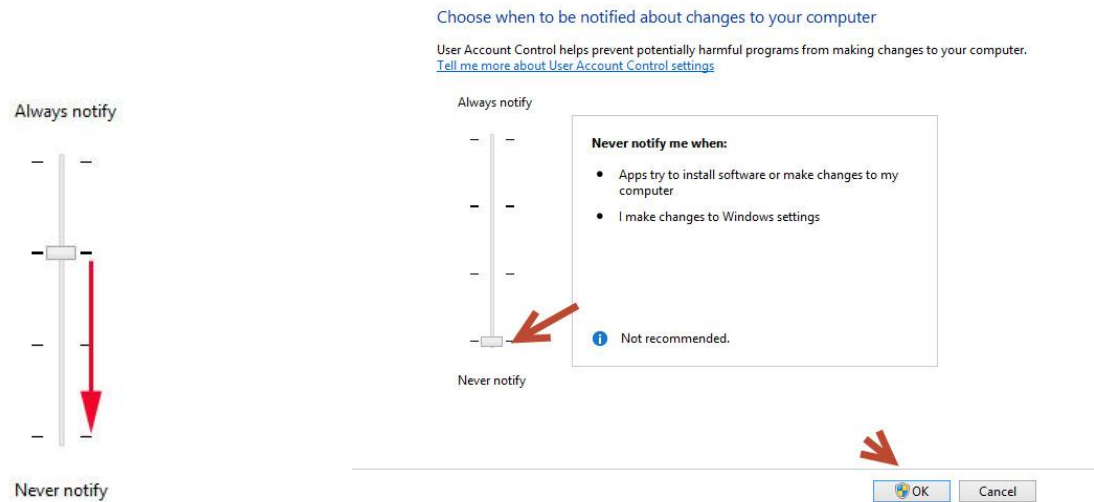 Choose when to be notified about changes to your computer
User Account Control helps prevent potentially harmful programs from making changes to your computer.
Tell me more about User Account Control settings
Always notify
Never notify
Always notify
Never notify me when:
Apps try to install software or make changes to my
computer
I make changes to Windows settings
Not recommended.
Never notify
OK
Cancel